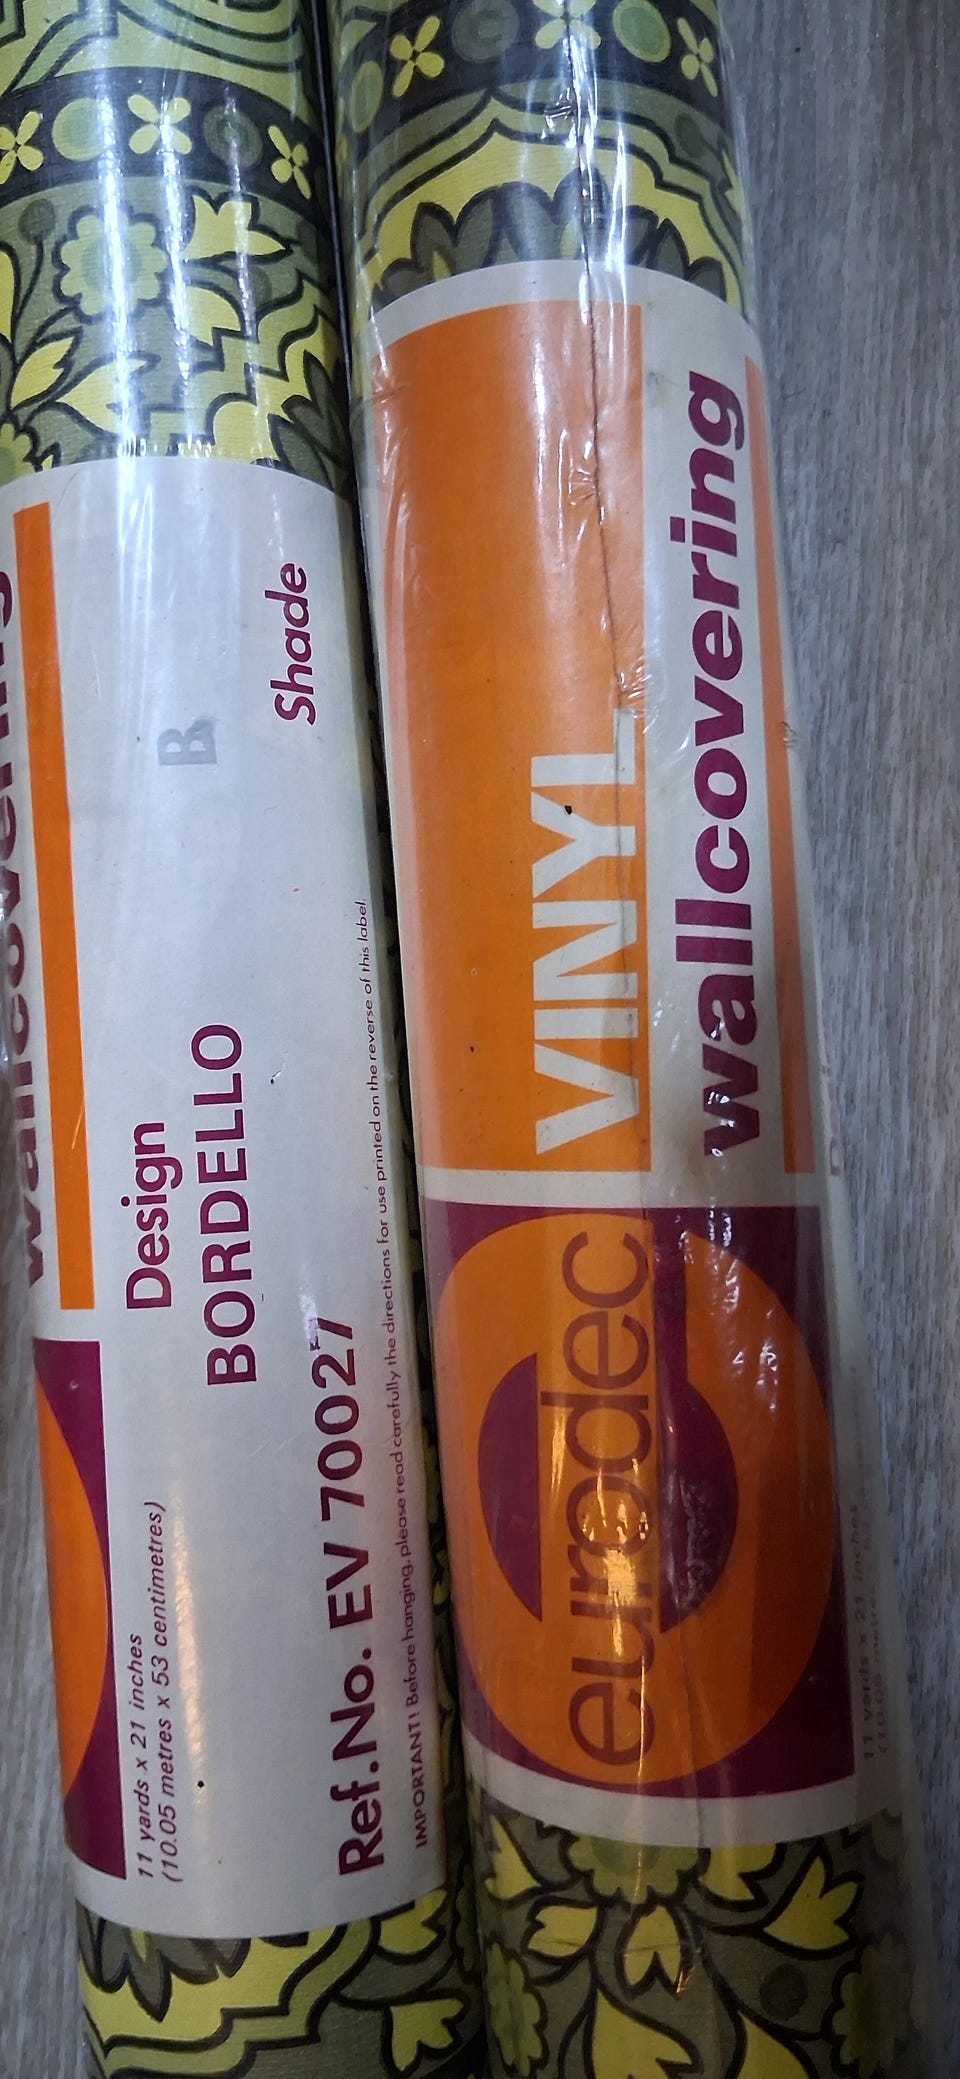 wallcovering
11 yards x 21 inches
(10.05 metres x 53 centimetres)
Design
BORDELLO
B
Shade
Ref.No. EV 70027
IMPORTANT! Before hanging, please read carefully the directions for use printed on the reverse of this label.
eurodec
VINYL
wallcovering
11 yards x 21 inches